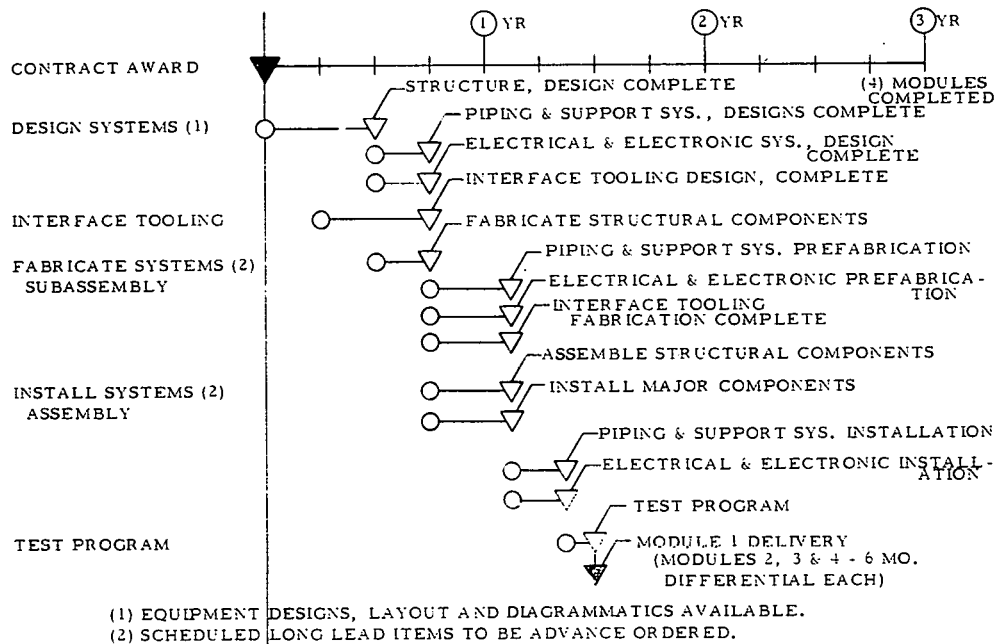 1 YR 2 YR 3 YR
CONTRACT AWARD
(4) MODULES
COMPLETED
STRUCTURE, DESIGN COMPLETE
DESIGN SYSTEMS (1)
PIPING & SUPPORT SYS., DESIGNS COMPLETE
ELECTRICAL & ELECTRONIC SYS., DESIGN
COMPLETE
INTERFACE TOOLING DESIGN, COMPLETE
INTERFACE TOOLING
FABRICATE STRUCTURAL COMPONENTS
FABRICATE SYSTEMS (2)
SUBASSEMBLY
PIPING & SUPPORT SYS. PREFABRICATION
ELECTRICAL & ELECTRONIC PREFABRICA-
TION
INTERFACE TOOLING
FABRICATION COMPLETE
ASSEMBLE STRUCTURAL COMPONENTS
INSTALL SYSTEMS (2)
ASSEMBLY
INSTALL MAJOR COMPONENTS
PIPING & SUPPORT SYS. INSTALLATION
ELECTRICAL & ELECTRONIC INSTALL-
ATION
TEST PROGRAM
TEST PROGRAM
MODULE 1 DELIVERY
(MODULES 2, 3 & 4 - 6 MO.
DIFFERENTIAL EACH)
(1) EQUIPMENT DESIGNS, LAYOUT AND DIAGRAMMATICS AVAILABLE.
(2) SCHEDULED LONG LEAD ITEMS TO BE ADVANCE ORDERED.